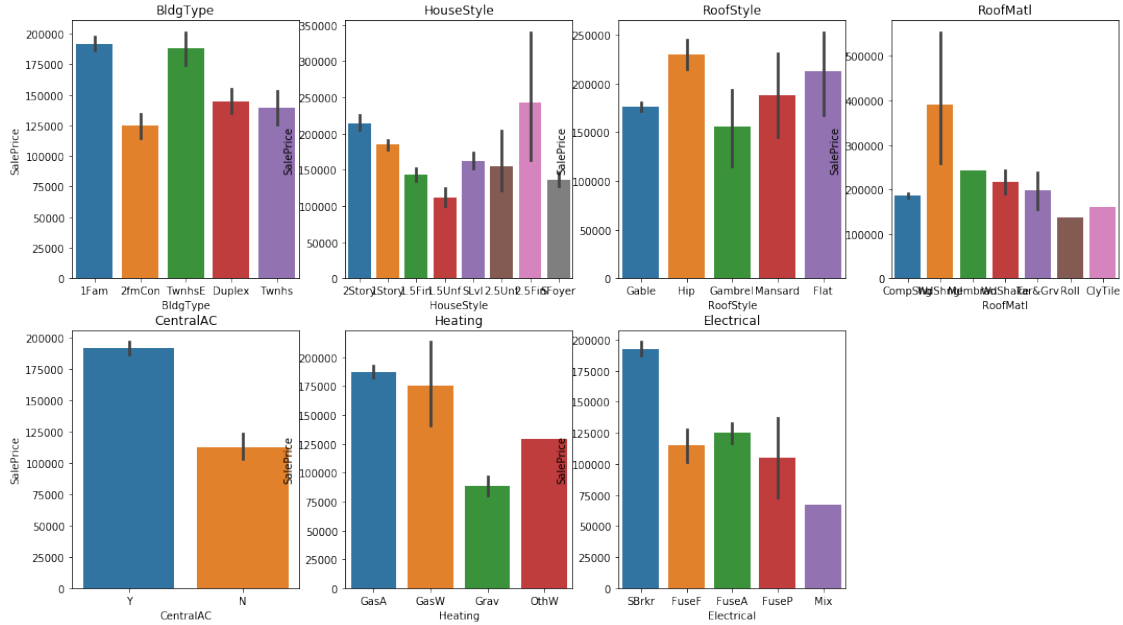 BldgType
200000
175000
150000
125000
100000
75000
50000
25000
0
SalePrice
1Fam 2fmCon TwnhsE Duplex Twnhs
BldgType
HouseStyle
350000
300000
250000
200000
150000
100000
50000
0
SalePrice
2Story 1Story 1.5Fin 1.5Unf SLvl 2.5Unf 2.5Fin SFoyer
HouseStyle
RoofStyle
250000
200000
150000
100000
50000
0
SalePrice
Gable Hip Gambrel Mansard Flat
RoofStyle
RoofMatl
500000
400000
300000
200000
100000
0
SalePrice
CompShg WdShngl Membran WdShake Tar&Grv Roll ClyTile
RoofMatl
CentralAC
200000
175000
150000
125000
100000
75000
50000
25000
0
SalePrice
Y N
CentralAC
Heating
200000
175000
150000
125000
100000
75000
50000
25000
0
SalePrice
GasA GasW Grav OthW
Heating
Electrical
200000
175000
150000
125000
100000
75000
50000
25000
0
SalePrice
SBrkr FuseF FuseA FuseP Mix
Electrical